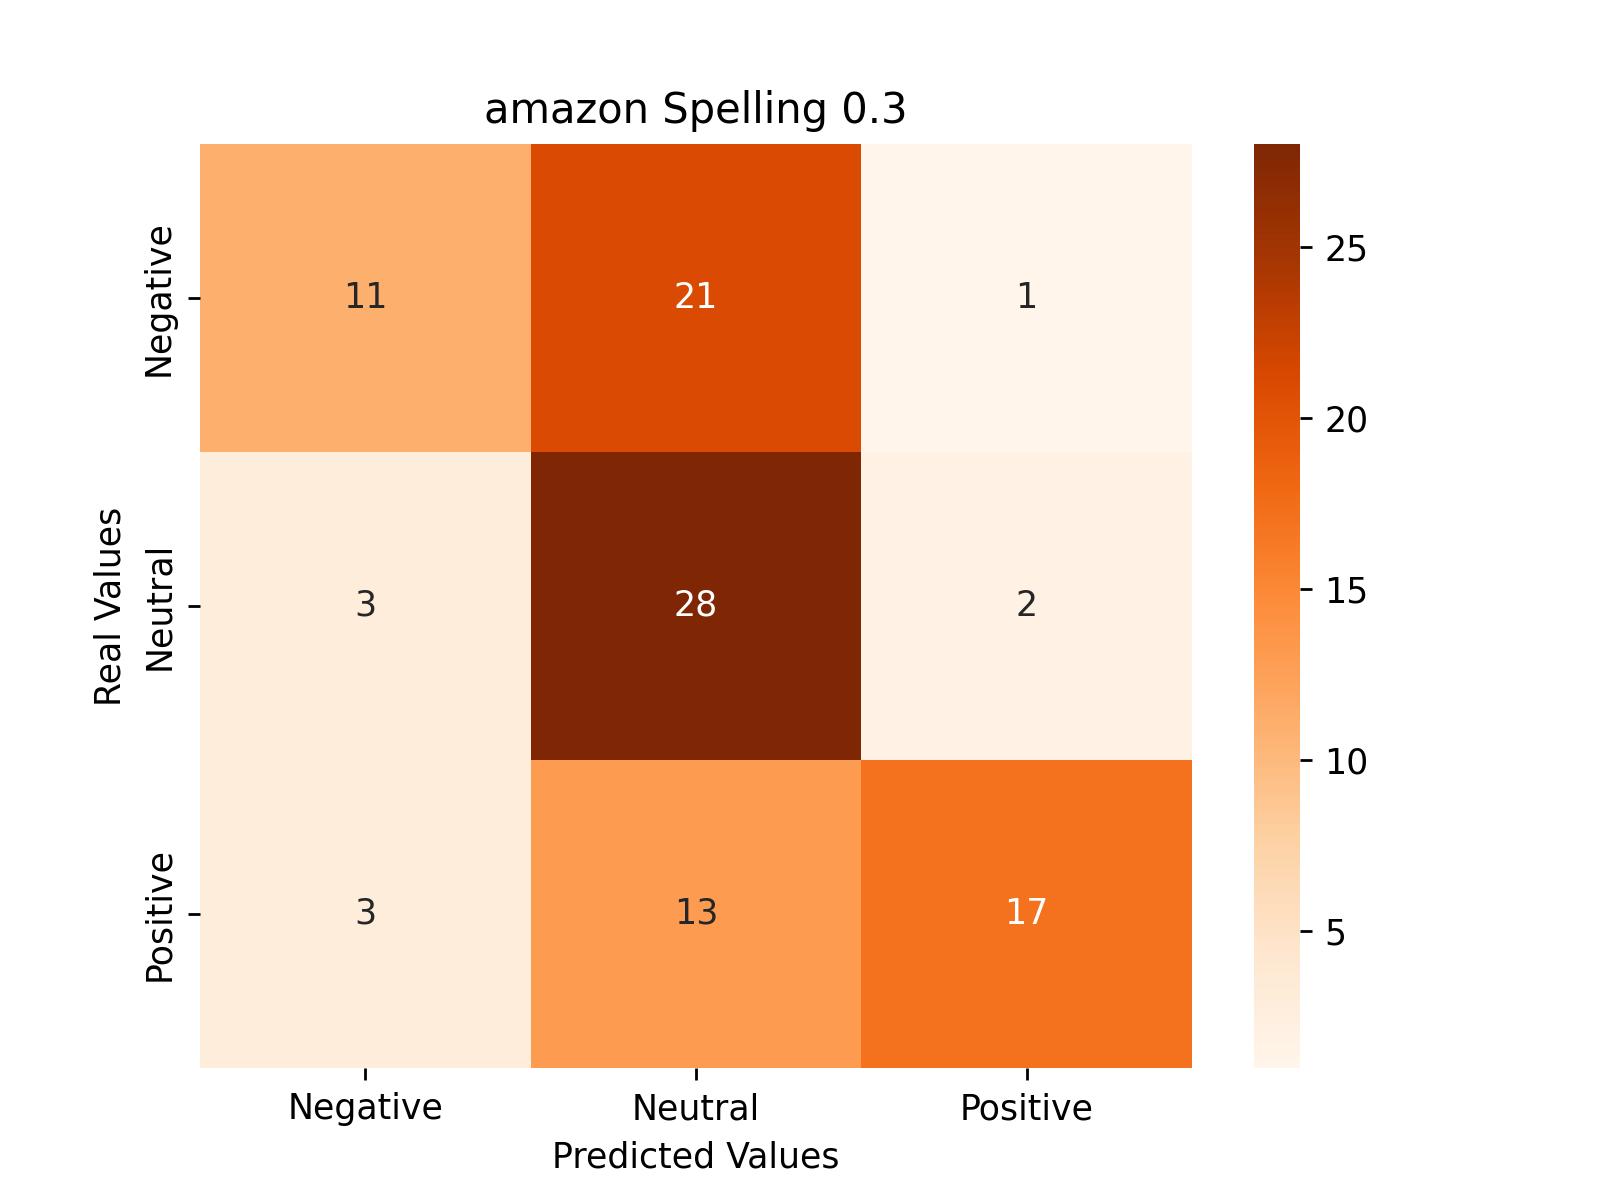 amazon Spelling 0.3
Real Values
Negative
11 21 1
Neutral
3 28 2
Positive
3 13 17
Negative Neutral Positive
Predicted Values
25
20
15
10
5